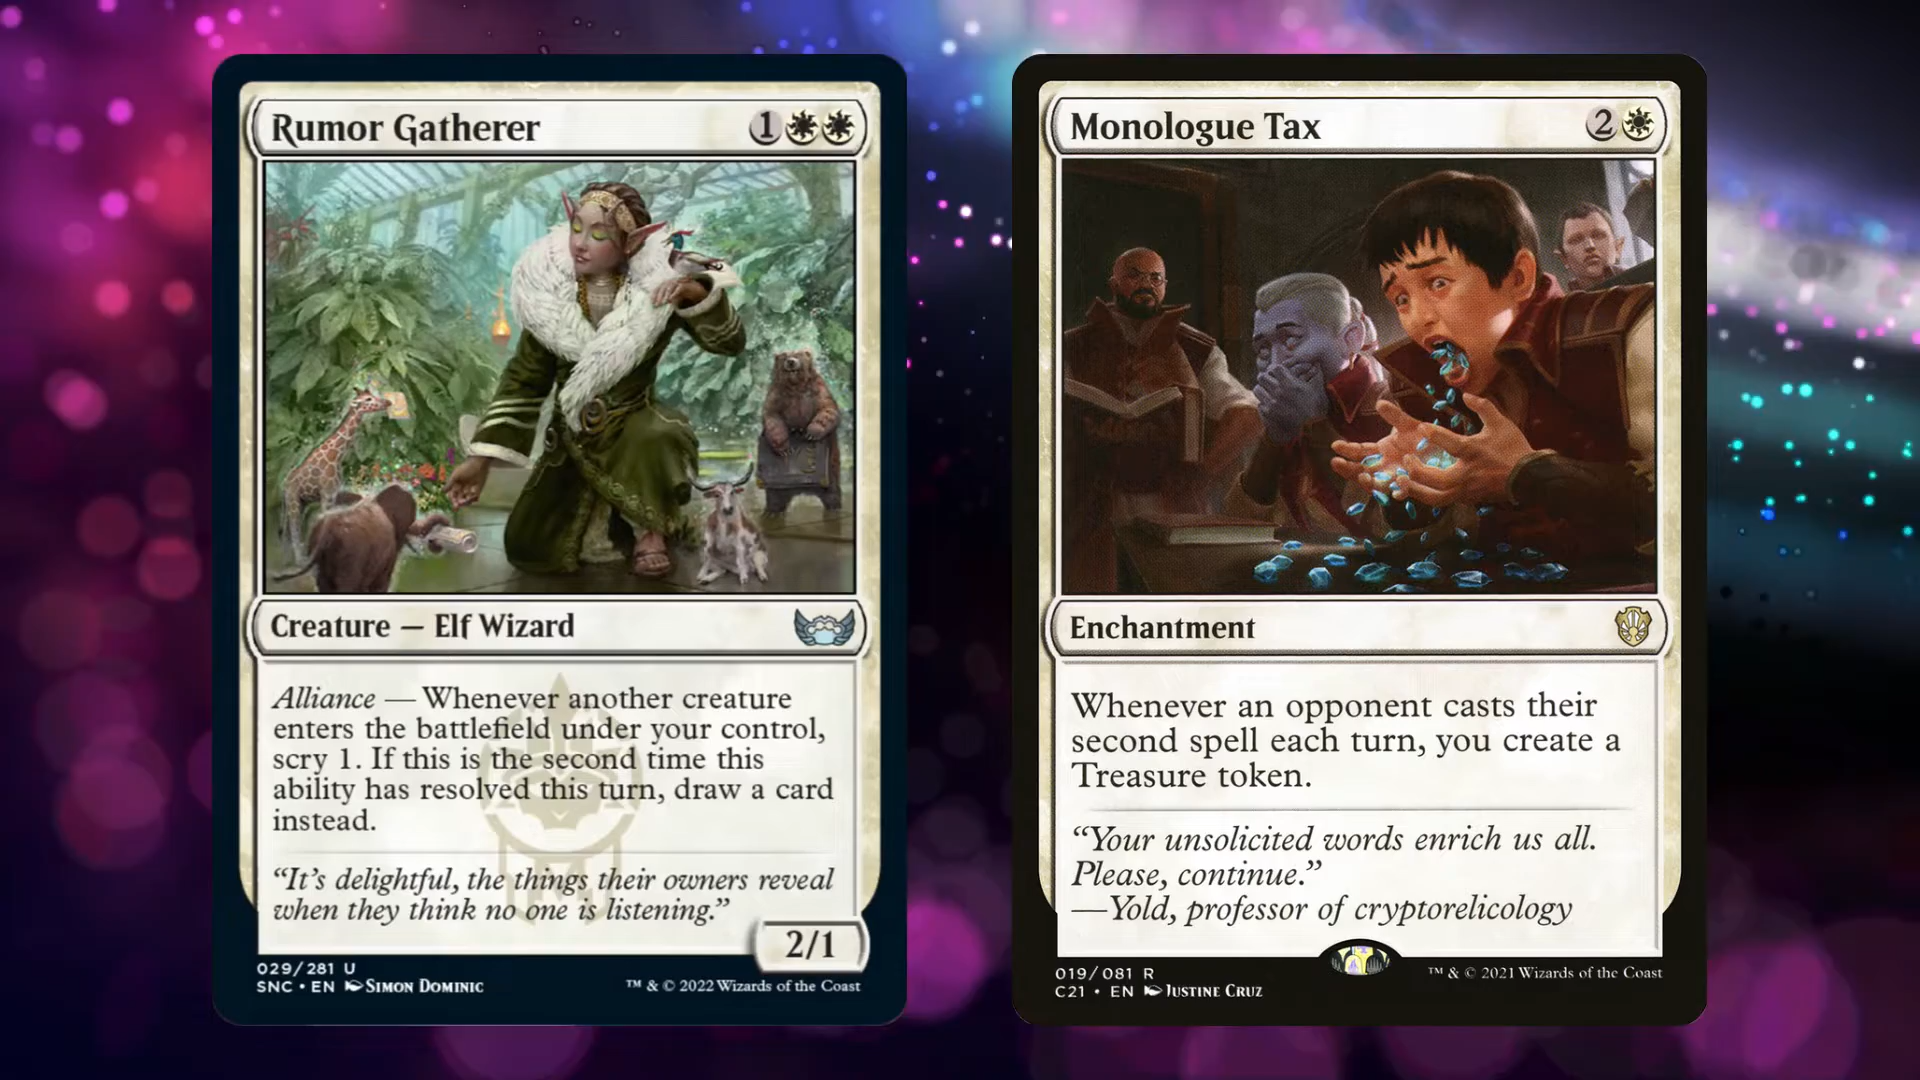 Rumor Gatherer
1
Creature — Elf Wizard
Alliance — Whenever another creature
enters the battlefield under your control,
scry 1. If this is the second time this
ability has resolved this turn, draw a card
instead.
“It’s delightful, the things their owners reveal
when they think no one is listening.”
2/1
029/281 U
SNC • EN Simon Dominic
™ & © 2022 Wizards of the Coast
Monologue Tax
2
Enchantment
Whenever an opponent casts their
second spell each turn, you create a
Treasure token.
“Your unsolicited words enrich us all.
Please, continue.”
—Yold, professor of cryptorelicology
019/081 R
C21 • EN Justine Cruz
™ & © 2021 Wizards of the Coast